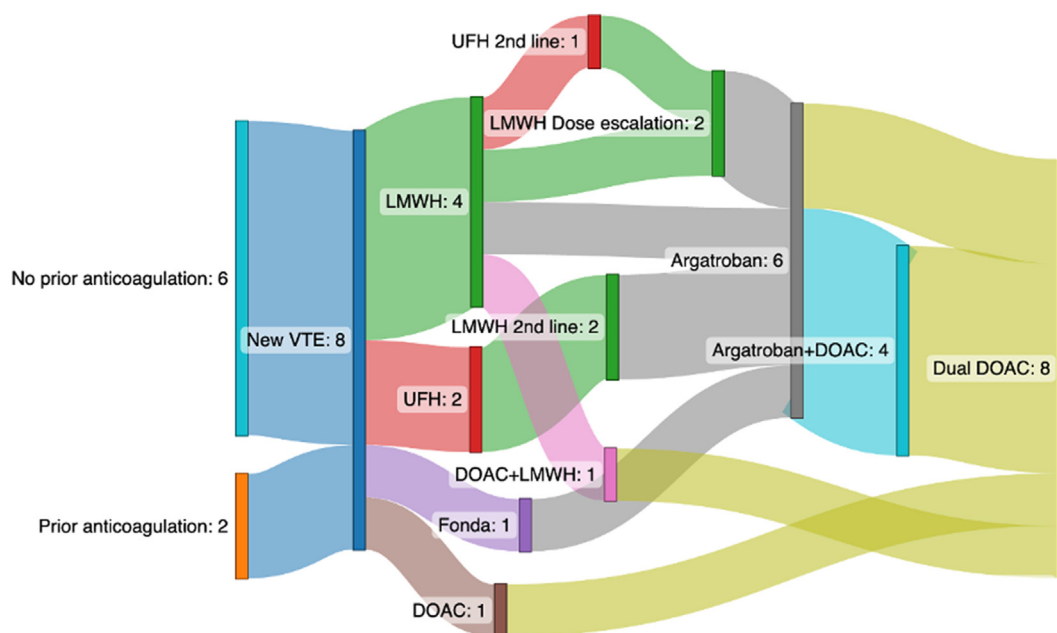 UFH 2nd line: 1
LMWH Dose escalation: 2
LMWH: 4
Argatroban: 6
No prior anticoagulation: 6
LMWH 2nd line: 2
New VTE: 8
Argatroban+DOAC: 4
Dual DOAC: 8
UFH: 2
DOAC+LMWH: 1
Prior anticoagulation: 2
Fonda: 1
DOAC: 1